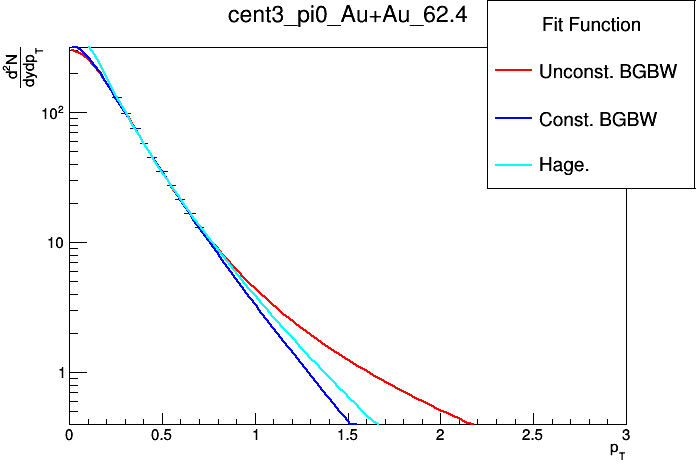 cent3_pi0_Au+Au_62.4
Fit Function
Unconst. BGBW
Const. BGBW
Hage.
d²N
dydp_T
10²
10
1
0 0.5 1 1.5 2 2.5 3
p_T